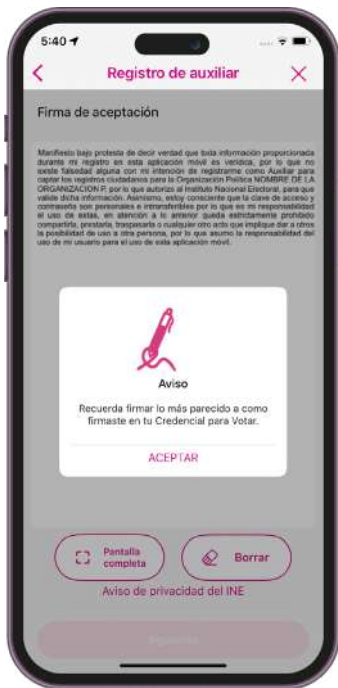 5:40
Registro de auxiliar
Firma de aceptación
Manifiesto bajo protesta de decir verdad que toda información proporcionada
durante mi registro en esta aplicación móvil es verídica, por lo que no
existe falsedad alguna con mi intención de registrarme como Auxiliar para
captar los registros ciudadanos para la Organización Política NOMBRE DE LA
ORGANIZACION P, por lo que autorizo al Instituto Nacional Electoral, para que
valide dicha información. Asimismo, estoy consciente que la clave de acceso y
contraseña son personales e intransferibles por lo que es mi responsabilidad
el uso de estas, en atención a lo anterior queda estrictamente prohibido
compartirla, prestarla, traspasarla o cualquier otro acto que implique dar a otros
la posibilidad de uso a otra persona, por lo que asumo la responsabilidad del
uso de mi usuario para el uso de esta aplicación móvil.
Aviso
Recuerda firmar lo más parecido a como
firmaste en tu Credencial para Votar.
ACEPTAR
Pantalla
completa
Borrar
Aviso de privacidad del INE
Siguiente